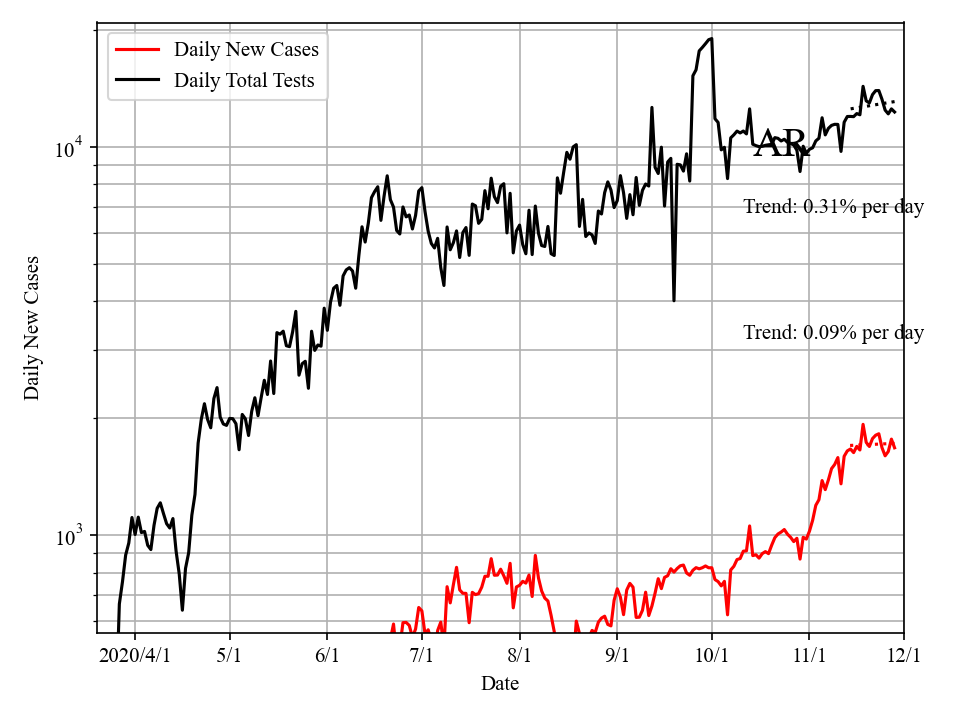 Daily New Cases
Daily Total Tests
10^4
AR
Trend: 0.31% per day
Trend: 0.09% per day
10^3
Daily New Cases
2020/4/1 5/1 6/1 7/1 8/1 9/1 10/1 11/1 12/1
Date